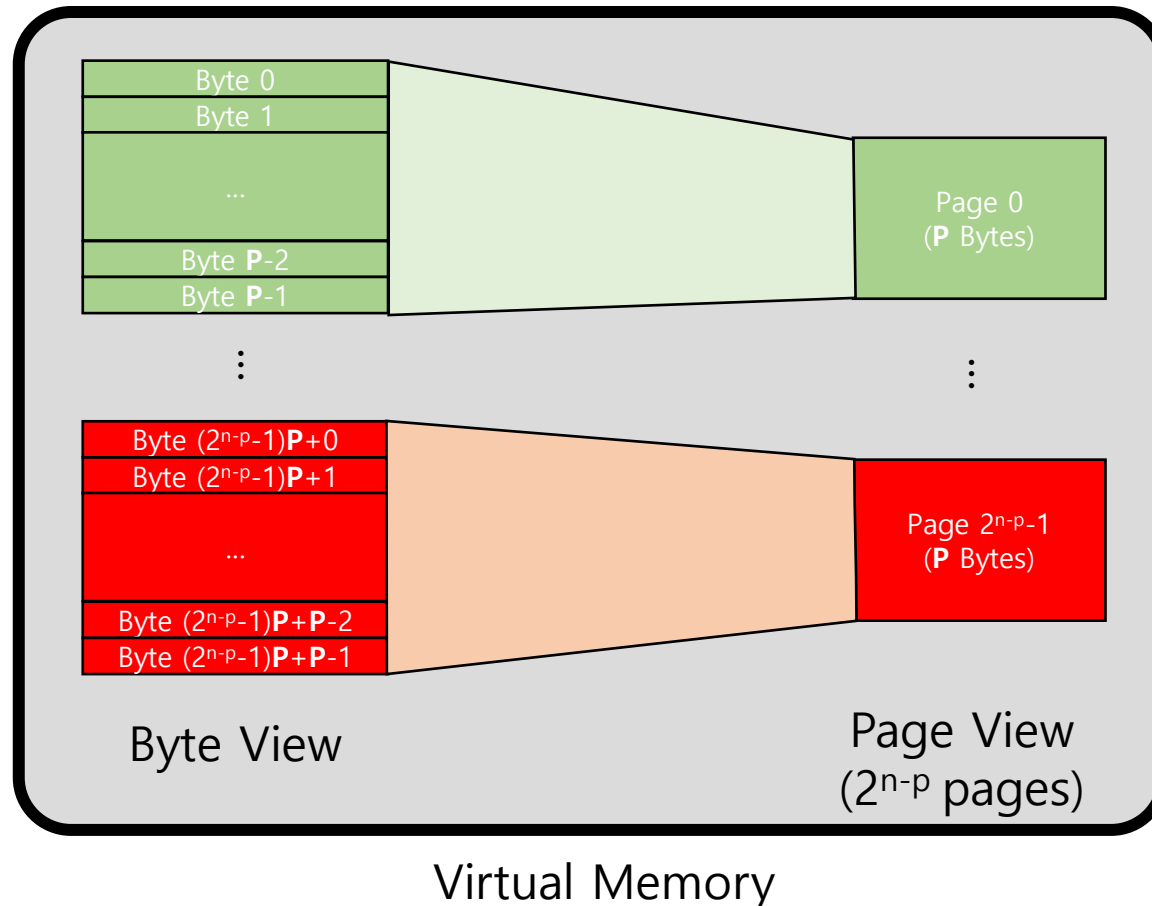 Byte 0
Byte 1
...
Byte P-2
Byte P-1
⋮
Page 0
(P Bytes)
⋮
Byte (2ⁿ⁻ᵖ-1)P+0
Byte (2ⁿ⁻ᵖ-1)P+1
...
Byte (2ⁿ⁻ᵖ-1)P+P-2
Byte (2ⁿ⁻ᵖ-1)P+P-1
Page 2ⁿ⁻ᵖ-1
(P Bytes)
Byte View
Page View
(2ⁿ⁻ᵖ pages)
Virtual Memory